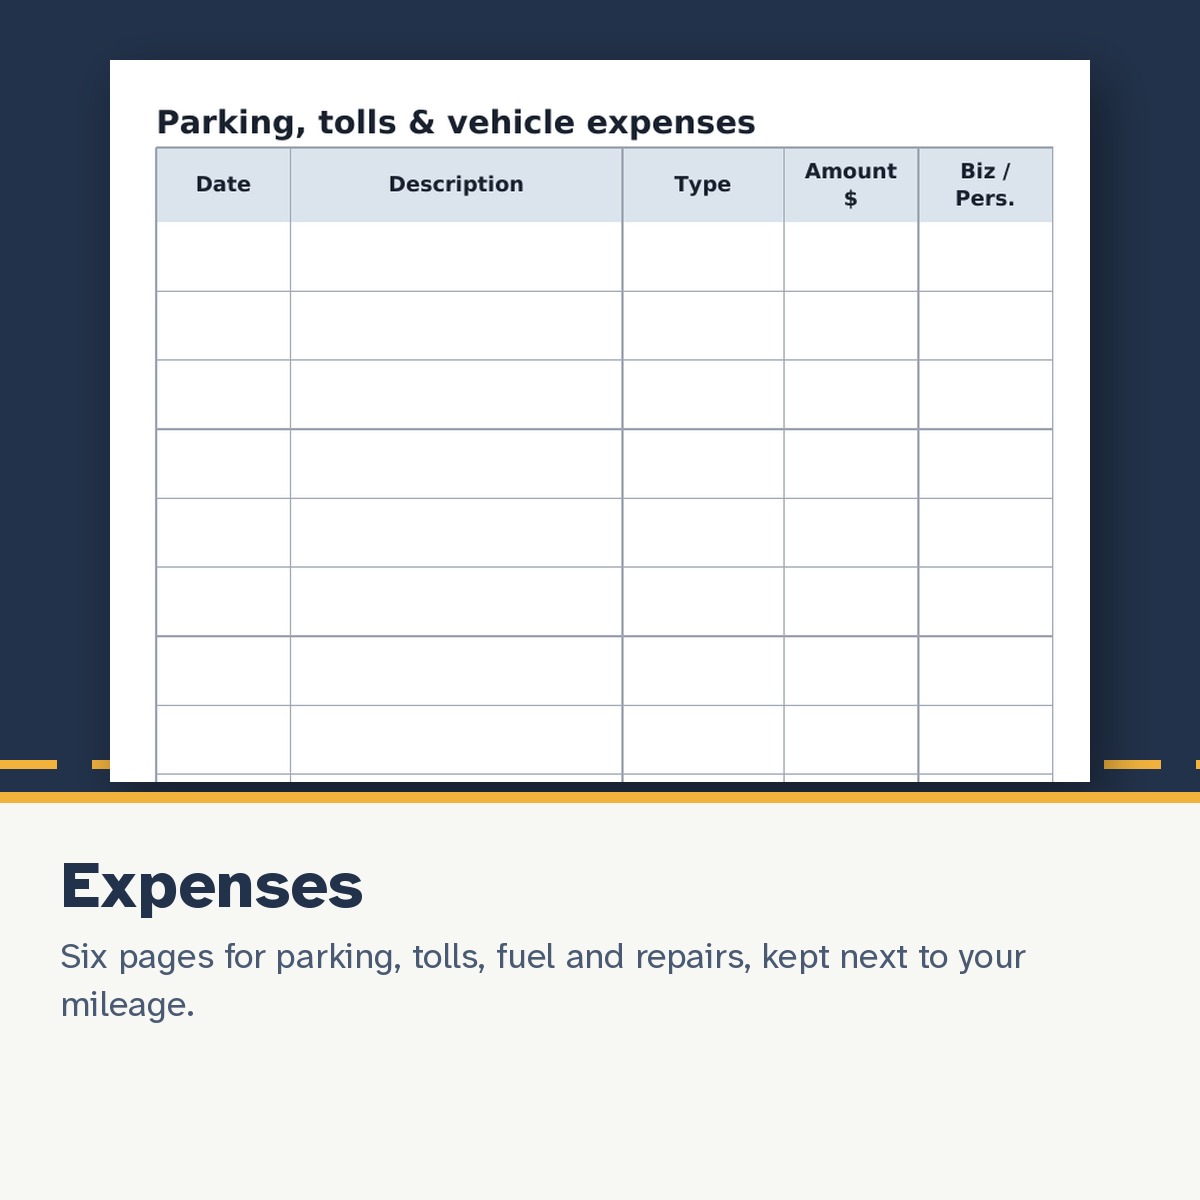 Parking, tolls & vehicle expenses
Date Description Type Amount $ Biz / Pers.
Expenses
Six pages for parking, tolls, fuel and repairs, kept next to your
mileage.